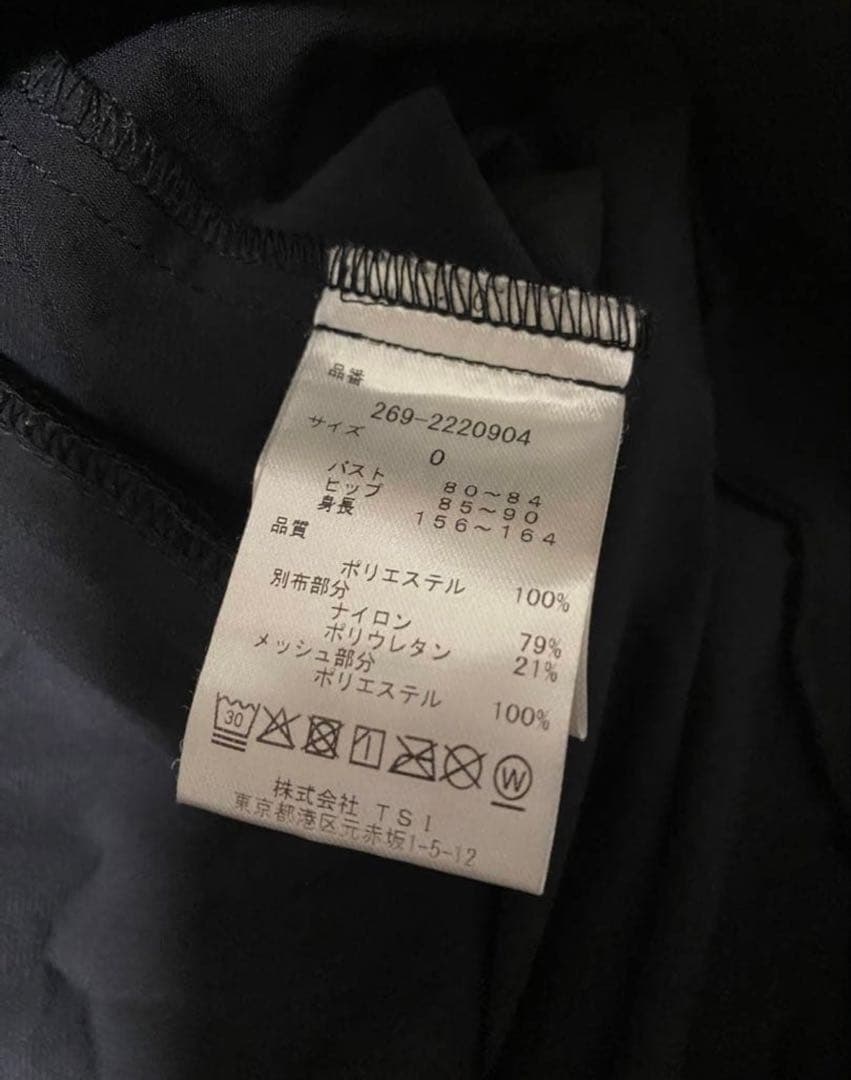 品番
269-2220904
サイズ
0
バスト 80～84
ヒップ 85～90
身長 156～164
品質
ポリエステル 100%
別布部分
ナイロン 79%
ポリウレタン 21%
メッシュ部分
ポリエステル 100%
30 W
株式会社 TSI
東京都港区元赤坂1-5-12